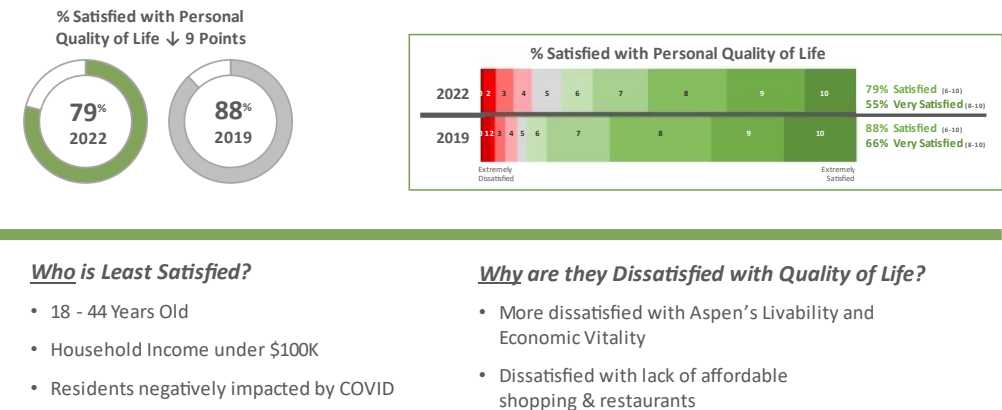 % Satisfied with Personal
Quality of Life ↓ 9 Points
79%
2022
88%
2019
% Satisfied with Personal Quality of Life
2022
0 2 3 4 5 6 7 8 9 10
79% Satisfied (6-10)
55% Very Satisfied (8-10)
2019
0 1 2 3 4 5 6 7 8 9 10
88% Satisfied (6-10)
66% Very Satisfied (8-10)
Extremely
Dissatisfied
Extremely
Satisfied
Who is Least Satisfied?
• 18 - 44 Years Old
• Household Income under $100K
• Residents negatively impacted by COVID
Why are they Dissatisfied with Quality of Life?
• More dissatisfied with Aspen's Livability and
Economic Vitality
• Dissatisfied with lack of affordable
shopping & restaurants